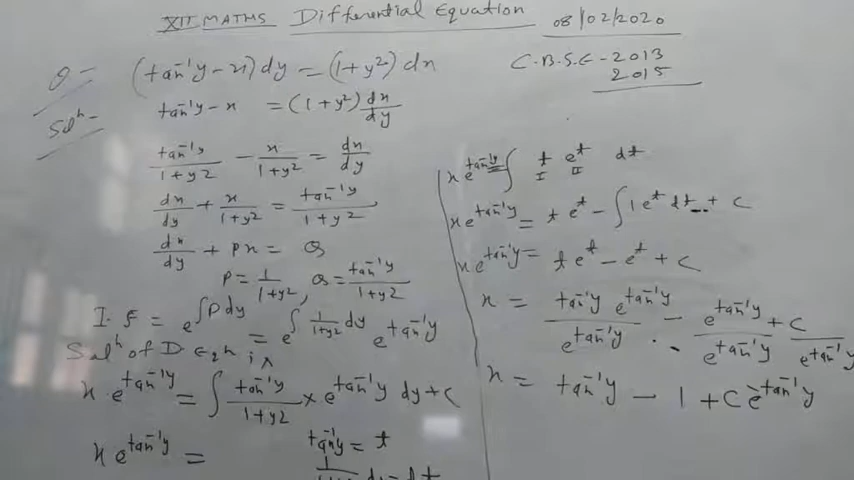 XII MATHS Differential Equation 08/02/2020
C.B.S.E - 2013
2015
Q = (tan⁻¹y - x) dy = (1 + y²) dx
Solⁿ - tan⁻¹y - x = (1 + y²) dx/dy
tan⁻¹y/1+y² - x/1+y² = dx/dy
dx/dy + x/1+y² = tan⁻¹y/1+y²
dx/dy + Px = Q
P = 1/1+y², Q = tan⁻¹y/1+y²
I.F = e^∫Pdy = e^∫1/1+y² dy e^tan⁻¹y
Solⁿ of D Eqn is
x e^tan⁻¹y = ∫ tan⁻¹y/1+y² × e^tan⁻¹y dy + C
x e^tan⁻¹y =
tan⁻¹y = t
x e^tan⁻¹y ∫ t e^t dt
I II
x e^tan⁻¹y = t e^t - ∫ 1 e^t dt + C
x e^tan⁻¹y = t e^t - e^t + C
x = tan⁻¹y e^tan⁻¹y/e^tan⁻¹y - e^tan⁻¹y/e^tan⁻¹y + C/e^tan⁻¹y
x = tan⁻¹y - 1 + C e^-tan⁻¹y